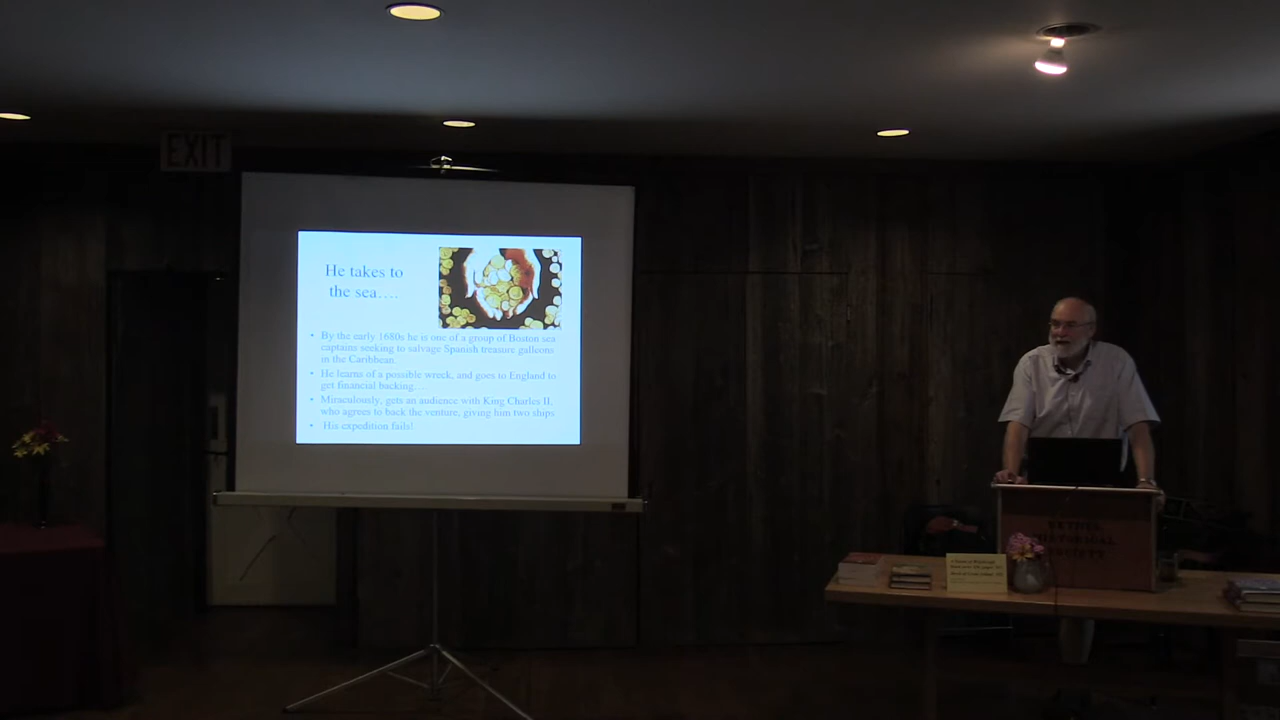 EXIT
He takes to
the sea….
• By the early 1680s he is one of a group of Boston sea
captains seeking to salvage Spanish treasure galleons
in the Caribbean.
• He learns of a possible wreck, and goes to England to
get financial backing…
• Miraculously, gets an audience with King Charles II,
who agrees to back the venture, giving him two ships
• His expedition fails!
BETHEL
HISTORICAL
SOCIETY